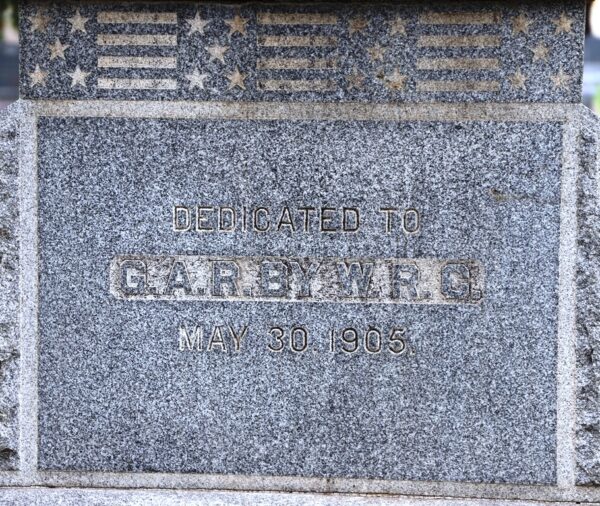 DEDICATED TO
G.A.R. BY W.R.C.
MAY 30. 1905.